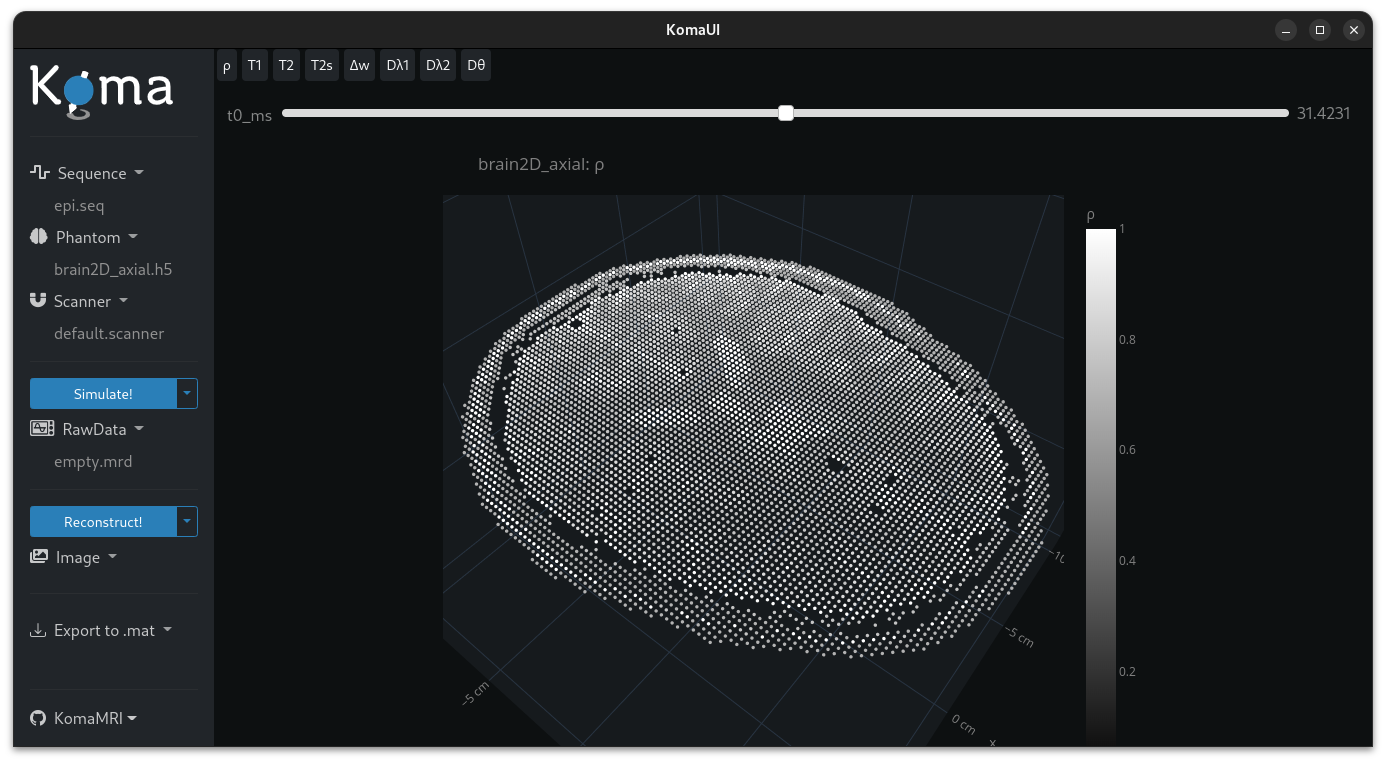 KomaUI
Koma
ρ T1 T2 T2s Δw Dλ1 Dλ2 Dθ
t0_ms 31.4231
Sequence
epi.seq
Phantom
brain2D_axial.h5
Scanner
default.scanner
Simulate!
RawData
empty.mrd
Reconstruct!
Image
Export to .mat
KomaMRI
brain2D_axial: ρ
ρ
1
0.8
0.6
0.4
0.2
−10
−5 cm
−5 cm
0 cm
x